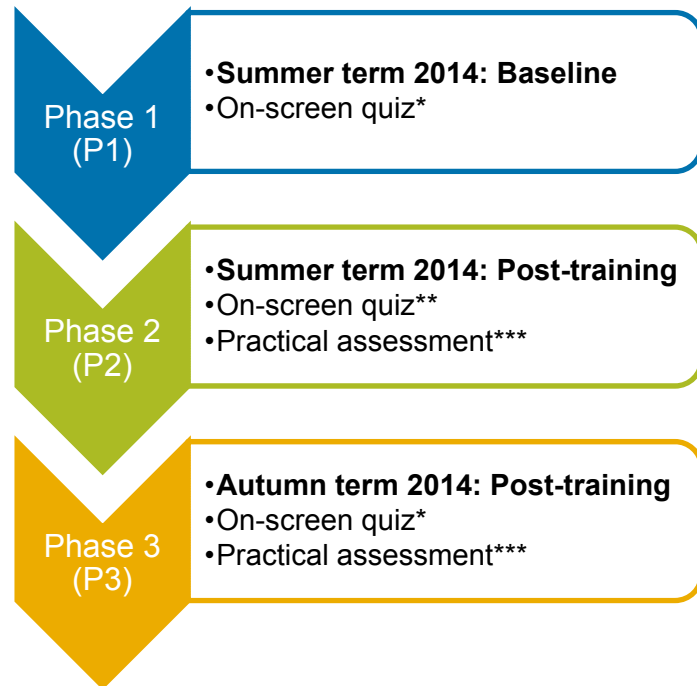 Phase 1
(P1)
•Summer term 2014: Baseline
•On-screen quiz*
Phase 2
(P2)
•Summer term 2014: Post-training
•On-screen quiz**
•Practical assessment***
Phase 3
(P3)
•Autumn term 2014: Post-training
•On-screen quiz*
•Practical assessment***